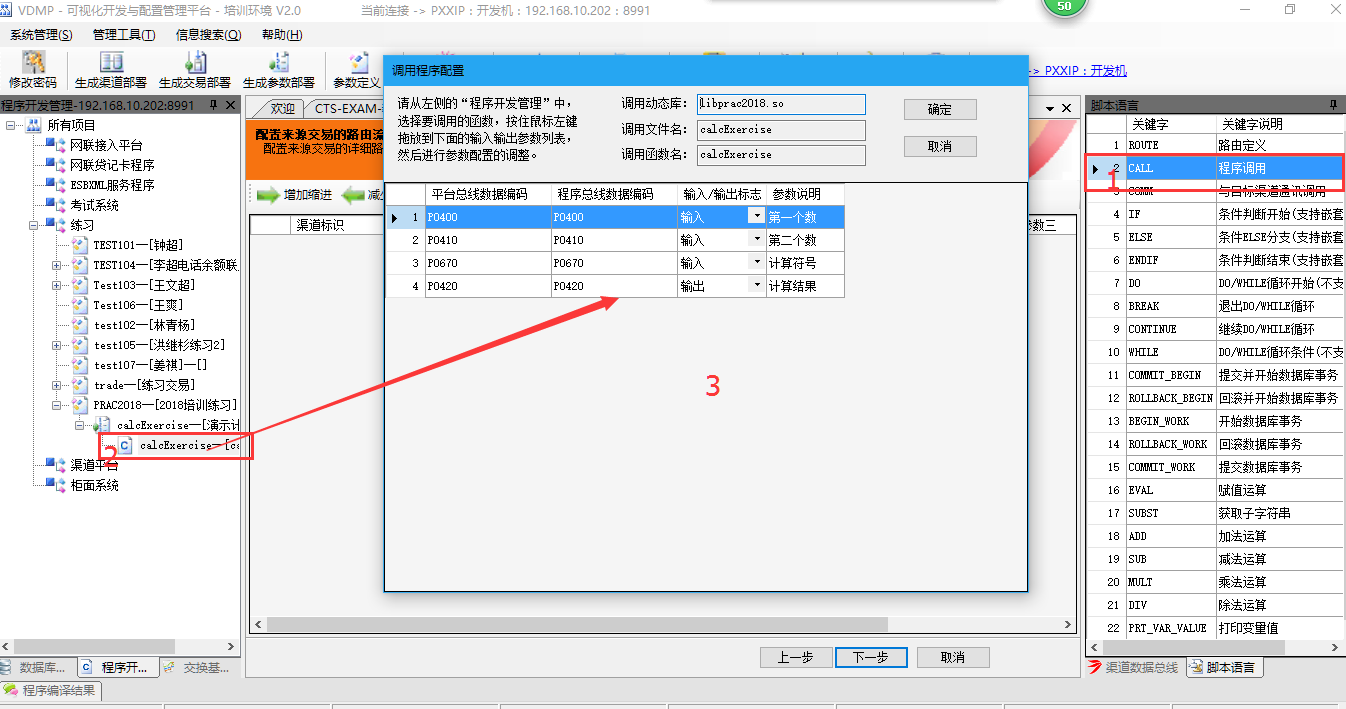 VDMP - 可视化开发与配置管理平台 - 培训环境 V2.0
当前连接 -> PXXIP：开发机：192.168.10.202：8991
50
系统管理(S) 管理工具(T) 信息搜索(Q) 帮助(H)
修改密码 生成渠道部署 生成交易部署 生成参数部署 参数定义
-> PXXIP：开发机
程序开发管理-192.168.10.202:8991
所有项目
网联接入平台
网联贷记卡程序
ESBXML服务程序
考试系统
练习
TEST101—[钟超]
TEST104—[李超电话余额联
Test103—[王文超]
Test106—[王爽]
test102—[林青杨]
test105—[洪继杉练习2]
test107—[姜祺]—[]
trade—[练习交易]
PRAC2018—[2018培训练习]
calcExercise—[演示计
calcExercise—[ca
2
渠道平台
柜面系统
数据库... 程序开... 交换基...
程序编译结果
欢迎 CTS-EXAM-
配置来源交易的路由流
配置来源交易的详细路
增加缩进 减
渠道标识
参数三
调用程序配置
请从左侧的“程序开发管理”中，
选择要调用的函数，按住鼠标左键
拖放到下面的输入输出参数列表，
然后进行参数配置的调整。
调用动态库： libprac2018.so
调用文件名： calcExercise
调用函数名： calcExercise
确定
取消
平台总线数据编码 程序总线数据编码 输入/输出标志 参数说明
1 P0400 P0400 输入 第一个数
2 P0410 P0410 输入 第二个数
3 P0670 P0670 输入 计算符号
4 P0420 P0420 输出 计算结果
3
上一步 下一步 取消
脚本语言
关键字 关键字说明
1 ROUTE 路由定义
2 CALL 程序调用
1
COMM 与目标渠道通讯调用
4 IF 条件判断开始(支持嵌套
5 ELSE 条件ELSE分支(支持嵌套
6 ENDIF 条件判断结束(支持嵌套
7 DO DO/WHILE循环开始(不支
8 BREAK 退出DO/WHILE循环
9 CONTINUE 继续DO/WHILE循环
10 WHILE DO/WHILE循环条件(不支
11 COMMIT_BEGIN 提交并开始数据库事务
12 ROLLBACK_BEGIN 回滚并开始数据库事务
13 BEGIN_WORK 开始数据库事务
14 ROLLBACK_WORK 回滚数据库事务
15 COMMIT_WORK 提交数据库事务
16 EVAL 赋值运算
17 SUBST 获取子字符串
18 ADD 加法运算
19 SUB 减法运算
20 MULT 乘法运算
21 DIV 除法运算
22 PRT_VAR_VALUE 打印变量值
渠道数据总线 脚本语言